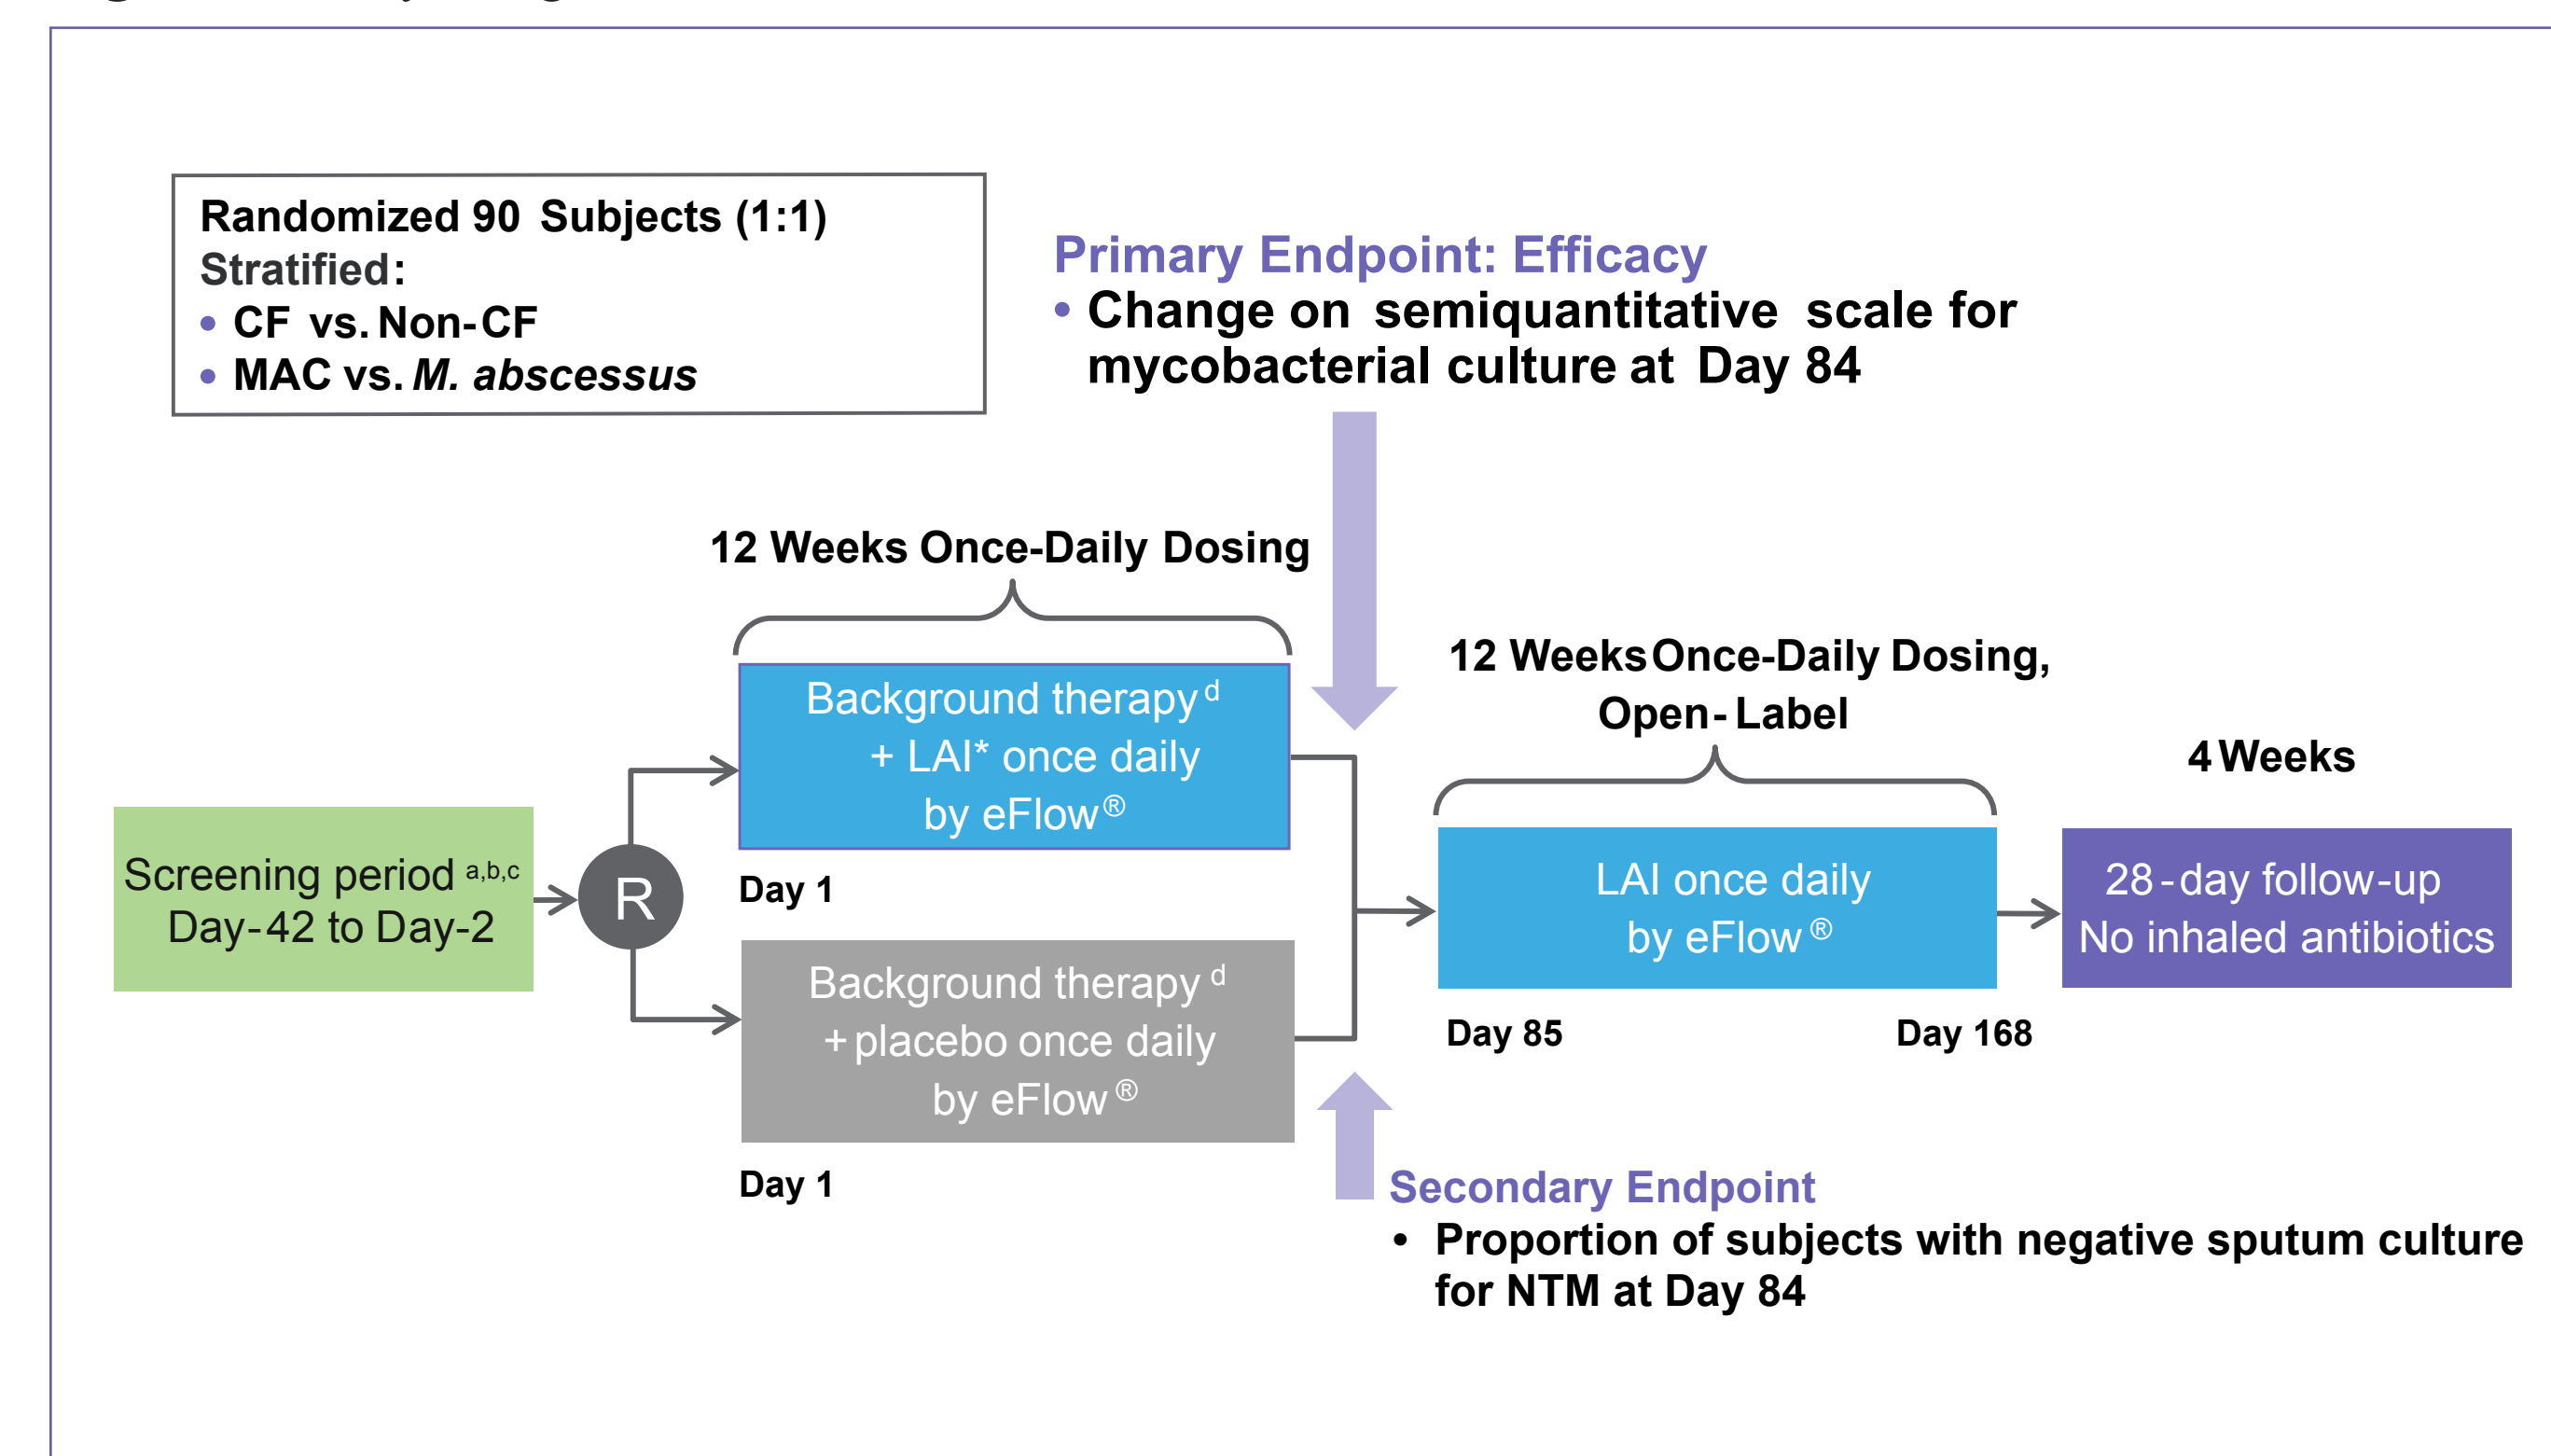 Randomized 90 Subjects (1:1)
Stratified:
• CF vs. Non-CF
• MAC vs. M. abscessus
Primary Endpoint: Efficacy
• Change on semiquantitative scale for
mycobacterial culture at Day 84
12 Weeks Once-Daily Dosing
Background therapy d
+ LAI* once daily
by eFlow®
Day 1
Screening period a,b,c
Day-42 to Day-2
R
Background therapy d
+ placebo once daily
by eFlow®
Day 1
12 Weeks Once-Daily Dosing,
Open-Label
LAI once daily
by eFlow®
Day 85
Day 168
4 Weeks
28-day follow-up
No inhaled antibiotics
Secondary Endpoint
• Proportion of subjects with negative sputum culture
for NTM at Day 84